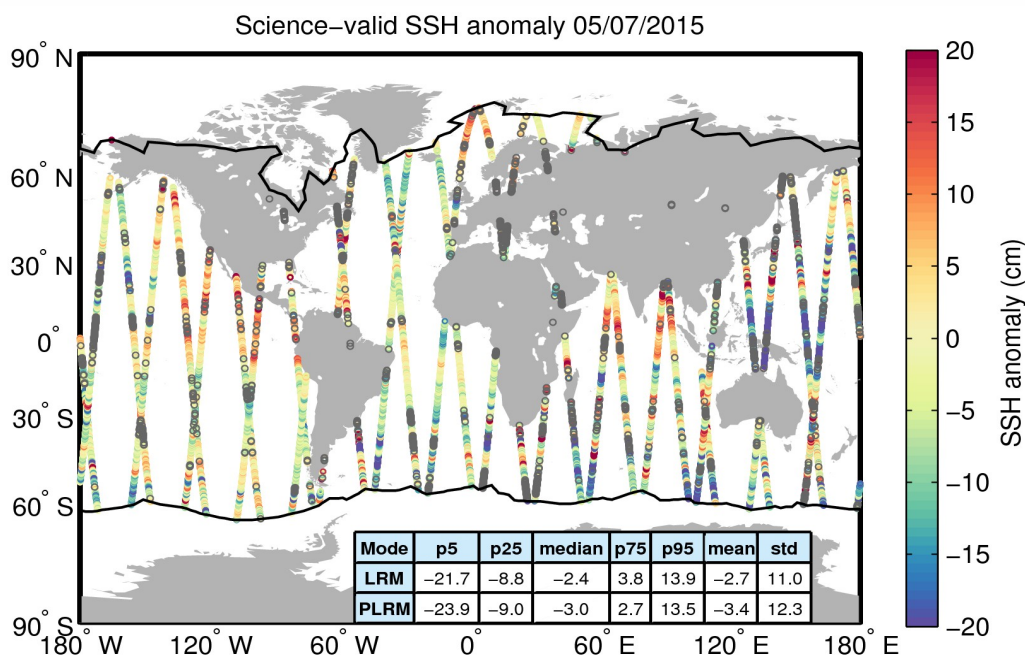 Science−valid SSH anomaly 05/07/2015
90° N
60° N
30° N
0°
30° S
60° S
90° S
180° W
120° W
60° W
0°
60° E
120° E
180° E
20
15
10
5
0
−5
−10
−15
−20
SSH anomaly (cm)
Mode p5 p25 median p75 p95 mean std
LRM −21.7 −8.8 −2.4 3.8 13.9 −2.7 11.0
PLRM −23.9 −9.0 −3.0 2.7 13.5 −3.4 12.3